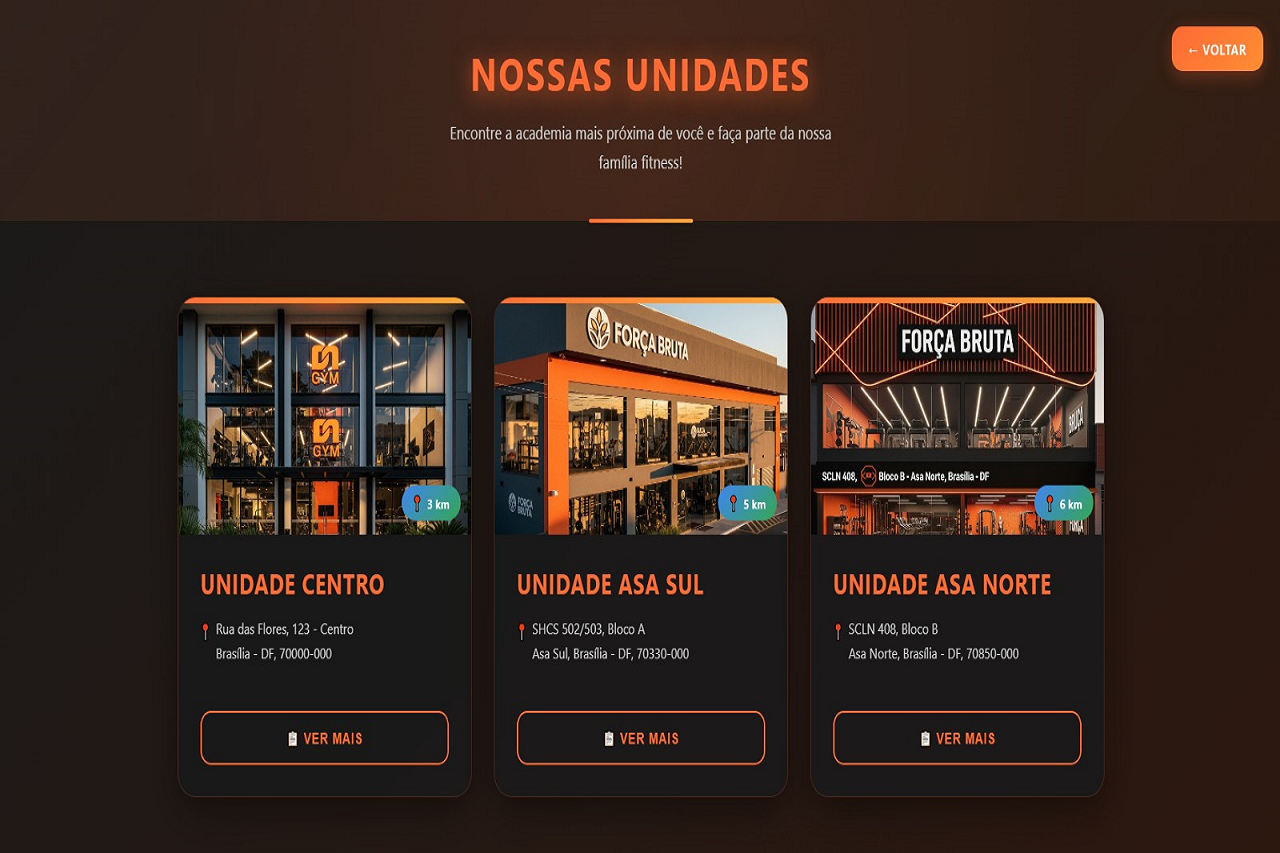 ← VOLTAR
NOSSAS UNIDADES
Encontre a academia mais próxima de você e faça parte da nossa
família fitness!
GYM
GYM
3 km
FORÇA BRUTA
FORÇA
BRUTA
5 km
FORÇA BRUTA
BRUCA
SCLN 408, Bloco B - Asa Norte, Brasília - DF
FORÇA
6 km
UNIDADE CENTRO
Rua das Flores, 123 - Centro
Brasília - DF, 70000-000
VER MAIS
UNIDADE ASA SUL
SHCS 502/503, Bloco A
Asa Sul, Brasília - DF, 70330-000
VER MAIS
UNIDADE ASA NORTE
SCLN 408, Bloco B
Asa Norte, Brasília - DF, 70850-000
VER MAIS